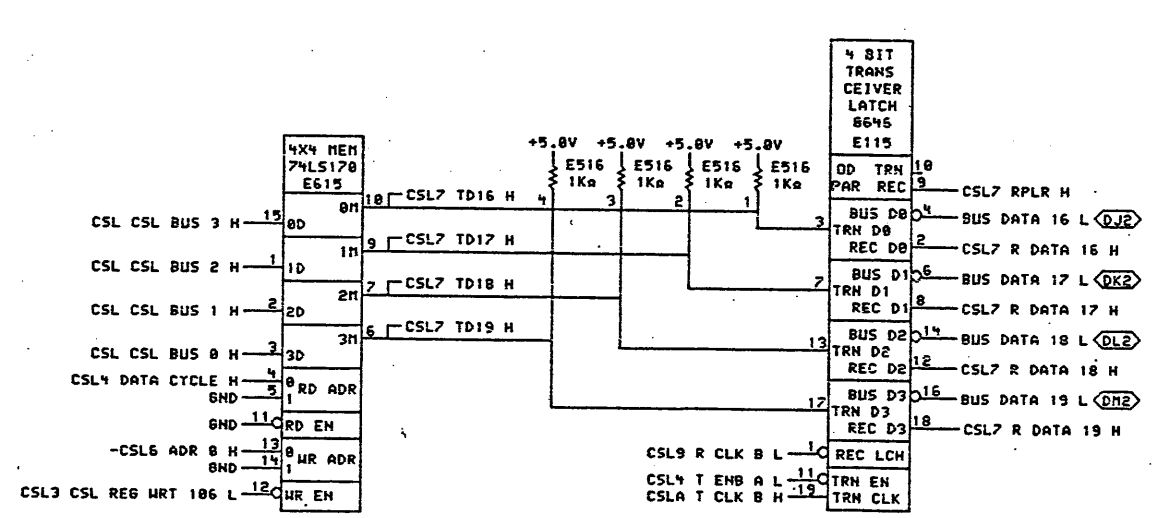 4 BIT
TRANS
CEIVER
LATCH
8645
E115
+5.0V +5.0V +5.0V +5.0V
E516 E516 E516 E516
1KΩ 1KΩ 1KΩ 1KΩ
4 3 2 1
4X4 MEM
74LS170
E615
0M 10 CSL7 TD16 H
CSL CSL BUS 3 H 15 0D
1M 9 CSL7 TD17 H
CSL CSL BUS 2 H 1 1D
2M 7 CSL7 TD18 H
CSL CSL BUS 1 H 2 2D
3M 6 CSL7 TD19 H
CSL CSL BUS 0 H 3 3D
CSL4 DATA CYCLE H 4 0 RD ADR
GND 5 1
GND 11 RD EN
-CSL6 ADR 0 H 13 0 WR ADR
GND 14 1
CSL3 CSL REG WRT 106 L 12 WR EN
OD TRN 10
PAR REC 9 CSL7 RPLR H
BUS D0 4 BUS DATA 16 L DJ2
3 TRN D0
REC D0 2 CSL7 R DATA 16 H
BUS D1 6 BUS DATA 17 L DK2
7 TRN D1
REC D1 8 CSL7 R DATA 17 H
BUS D2 14 BUS DATA 18 L DL2
13 TRN D2
REC D2 12 CSL7 R DATA 18 H
BUS D3 16 BUS DATA 19 L DM2
17 TRN D3
REC D3 18 CSL7 R DATA 19 H
CSL9 R CLK B L 1 REC LCH
CSL4 T ENB A L 11 TRN EN
CSLA T CLK B H 19 TRN CLK